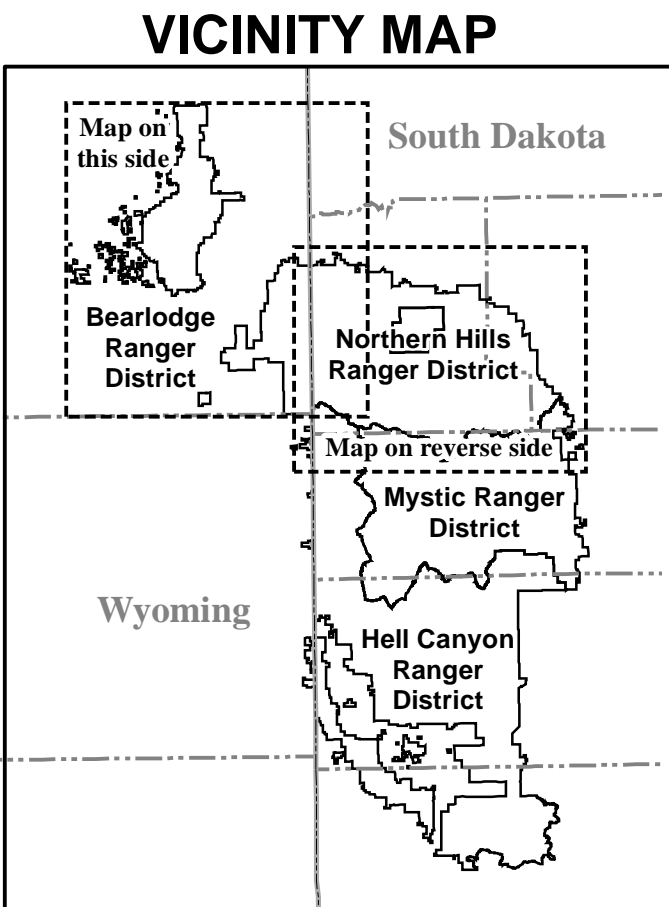 VICINITY MAP
Map on
this side
South Dakota
Bearlodge
Ranger
District
Northern Hills
Ranger District
Map on reverse side
Mystic Ranger
District
Wyoming
Hell Canyon
Ranger
District